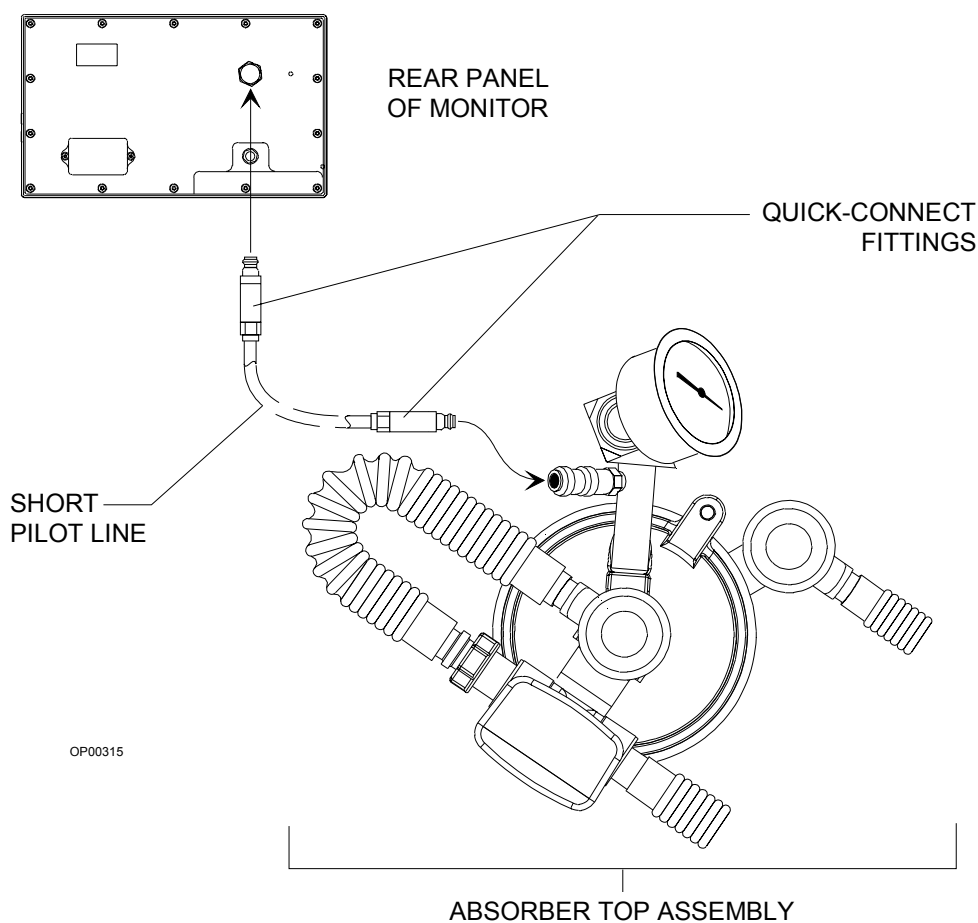 REAR PANEL
OF MONITOR
QUICK-CONNECT
FITTINGS
SHORT
PILOT LINE
OP00315
ABSORBER TOP ASSEMBLY